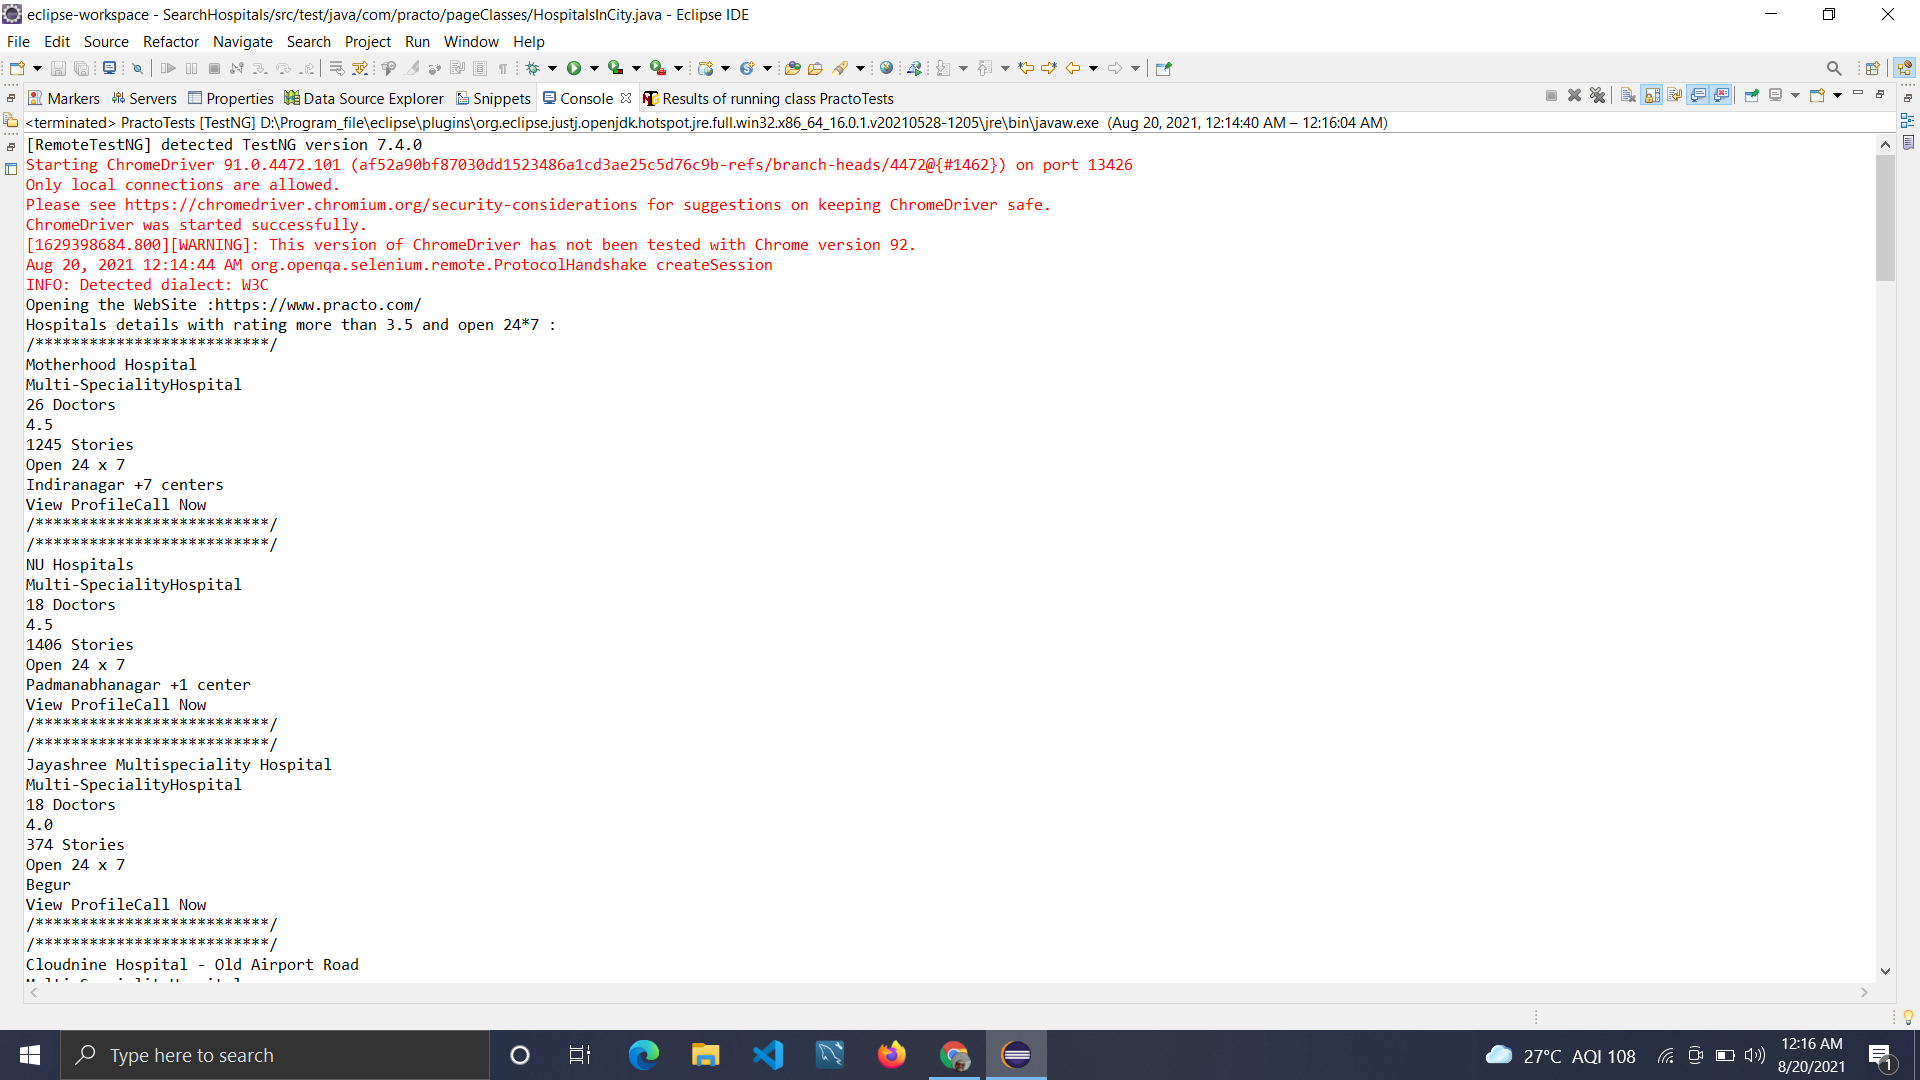 eclipse-workspace - SearchHospitals/src/test/java/com/practo/pageClasses/HospitalsInCity.java - Eclipse IDE
File Edit Source Refactor Navigate Search Project Run Window Help
Markers Servers Properties Data Source Explorer Snippets Console Results of running class PractoTests
<terminated> PractoTests [TestNG] D:\Program_file\eclipse\plugins\org.eclipse.justj.openjdk.hotspot.jre.full.win32.x86_64_16.0.1.v20210528-1205\jre\bin\javaw.exe (Aug 20, 2021, 12:14:40 AM – 12:16:04 AM)
[RemoteTestNG] detected TestNG version 7.4.0
Starting ChromeDriver 91.0.4472.101 (af52a90bf87030dd1523486a1cd3ae25c5d76c9b-refs/branch-heads/4472@{#1462}) on port 13426
Only local connections are allowed.
Please see https://chromedriver.chromium.org/security-considerations for suggestions on keeping ChromeDriver safe.
ChromeDriver was started successfully.
[1629398684.800][WARNING]: This version of ChromeDriver has not been tested with Chrome version 92.
Aug 20, 2021 12:14:44 AM org.openqa.selenium.remote.ProtocolHandshake createSession
INFO: Detected dialect: W3C
Opening the WebSite :https://www.practo.com/
Hospitals details with rating more than 3.5 and open 24*7 :
/**************************/
Motherhood Hospital
Multi-SpecialityHospital
26 Doctors
4.5
1245 Stories
Open 24 x 7
Indiranagar +7 centers
View ProfileCall Now
/**************************/
/**************************/
NU Hospitals
Multi-SpecialityHospital
18 Doctors
4.5
1406 Stories
Open 24 x 7
Padmanabhanagar +1 center
View ProfileCall Now
/**************************/
/**************************/
Jayashree Multispeciality Hospital
Multi-SpecialityHospital
18 Doctors
4.0
374 Stories
Open 24 x 7
Begur
View ProfileCall Now
/**************************/
/**************************/
Cloudnine Hospital - Old Airport Road
Multi-SpecialityHospital
Type here to search
27°C AQI 108
12:16 AM
8/20/2021
1